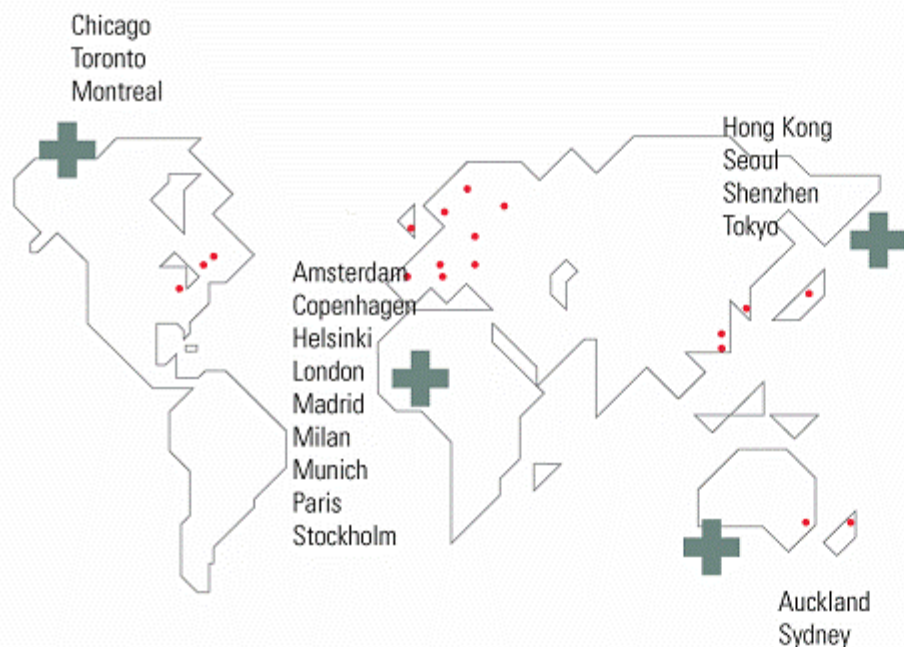 Chicago
Toronto
Montreal
Hong Kong
Seoul
Shenzhen
Tokyo
Amsterdam
Copenhagen
Helsinki
London
Madrid
Milan
Munich
Paris
Stockholm
Auckland
Sydney